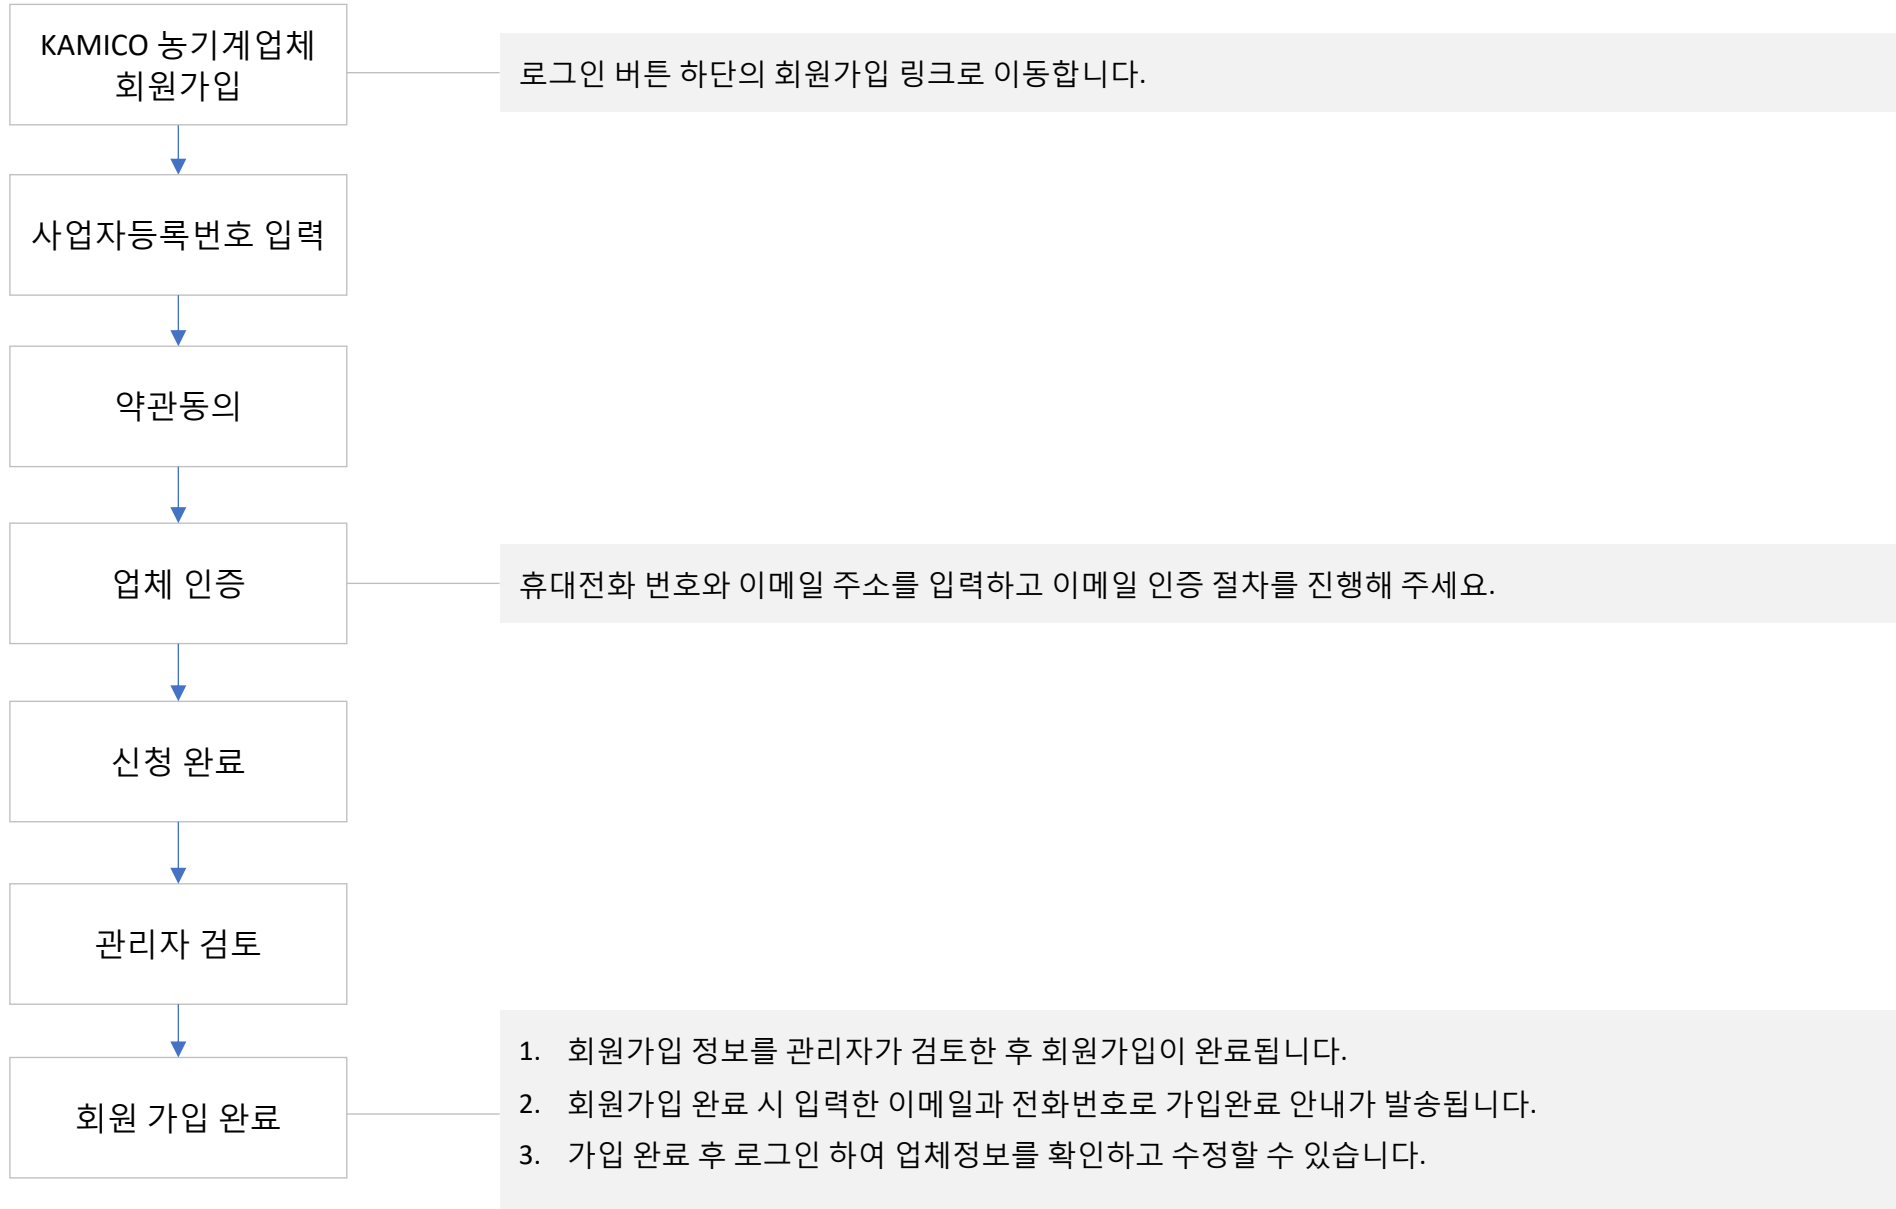 KAMICO 농기계업체
회원가입
로그인 버튼 하단의 회원가입 링크로 이동합니다.
사업자등록번호 입력
약관동의
업체 인증
휴대전화 번호와 이메일 주소를 입력하고 이메일 인증 절차를 진행해 주세요.
신청 완료
관리자 검토
회원 가입 완료
1. 회원가입 정보를 관리자가 검토한 후 회원가입이 완료됩니다.
2. 회원가입 완료 시 입력한 이메일과 전화번호로 가입완료 안내가 발송됩니다.
3. 가입 완료 후 로그인 하여 업체정보를 확인하고 수정할 수 있습니다.